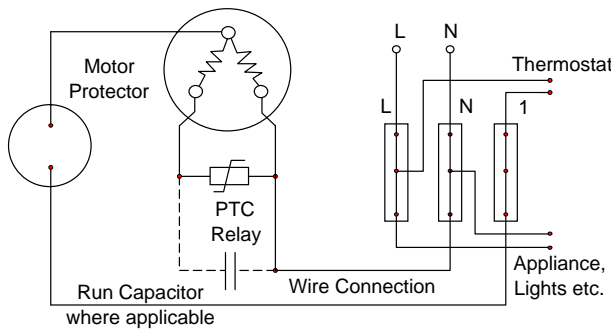 L
N
Motor
Protector
Thermostat
L
N
1
PTC
Relay
Run Capacitor
where applicable
Wire Connection
Appliance,
Lights etc.